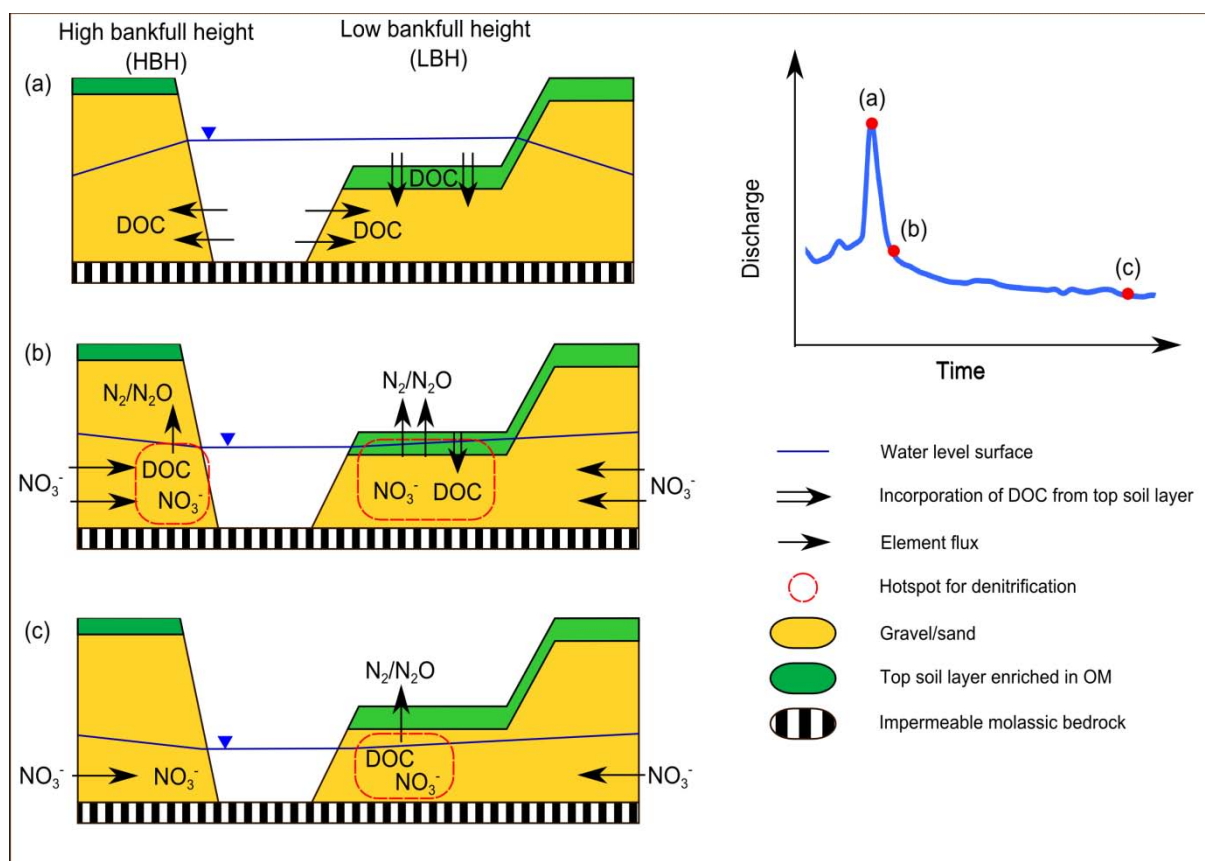 High bankfull height
(HBH)
Low bankfull height
(LBH)
(a)
DOC
DOC
DOC
(b)
N₂/N₂O
N₂/N₂O
NO₃⁻
DOC
NO₃⁻
NO₃⁻
DOC
NO₃⁻
(c)
N₂/N₂O
NO₃⁻
NO₃⁻
DOC
NO₃⁻
NO₃⁻
Discharge
(a)
(b)
(c)
Time
Water level surface
Incorporation of DOC from top soil layer
Element flux
Hotspot for denitrification
Gravel/sand
Top soil layer enriched in OM
Impermeable molassic bedrock